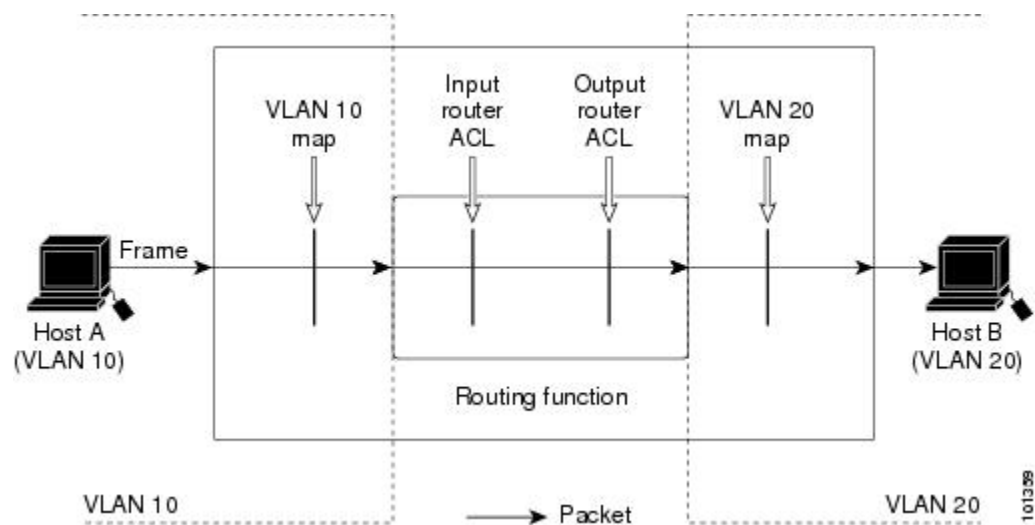 VLAN 10
map
Input
router
ACL
Output
router
ACL
VLAN 20
map
Frame
Host A
(VLAN 10)
Host B
(VLAN 20)
Routing function
VLAN 10
Packet
VLAN 20
101359